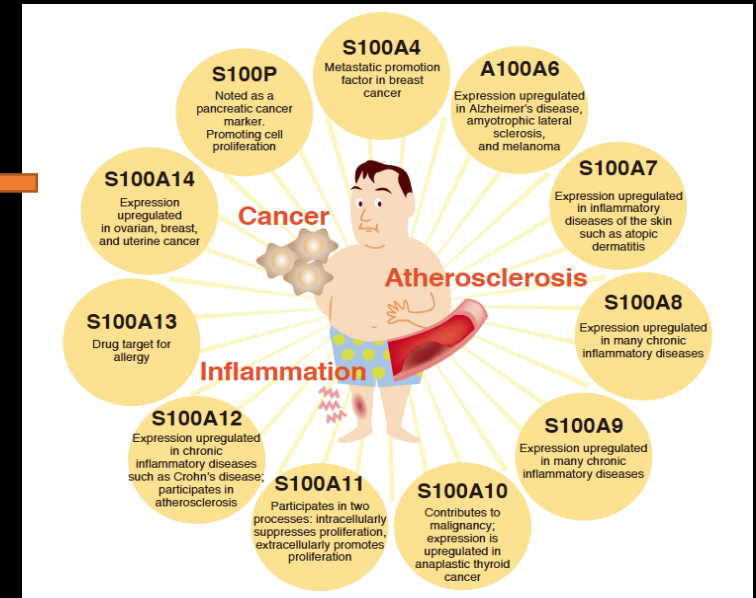 S100A4
Metastatic promotion
factor in breast
cancer
A100A6
Expression upregulated
in Alzheimer's disease,
amyotrophic lateral
sclerosis,
and melanoma
S100A7
Expression upregulated
in inflammatory
diseases of the skin
such as atopic
dermatitis
S100A8
Expression upregulated
in many chronic
inflammatory diseases
S100A9
Expression upregulated
in many chronic
inflammatory diseases
S100A10
Contributes to
malignancy;
expression is
upregulated in
anaplastic thyroid
cancer
S100A11
Participates in two
processes: intracellularly
suppresses proliferation,
extracellularly promotes
proliferation
S100A12
Expression upregulated
in chronic
inflammatory diseases
such as Crohn's disease;
participates in
atherosclerosis
S100A13
Drug target for
allergy
S100A14
Expression
upregulated
in ovarian, breast,
and uterine cancer
S100P
Noted as a
pancreatic cancer
marker.
Promoting cell
proliferation
Cancer
Atherosclerosis
Inflammation